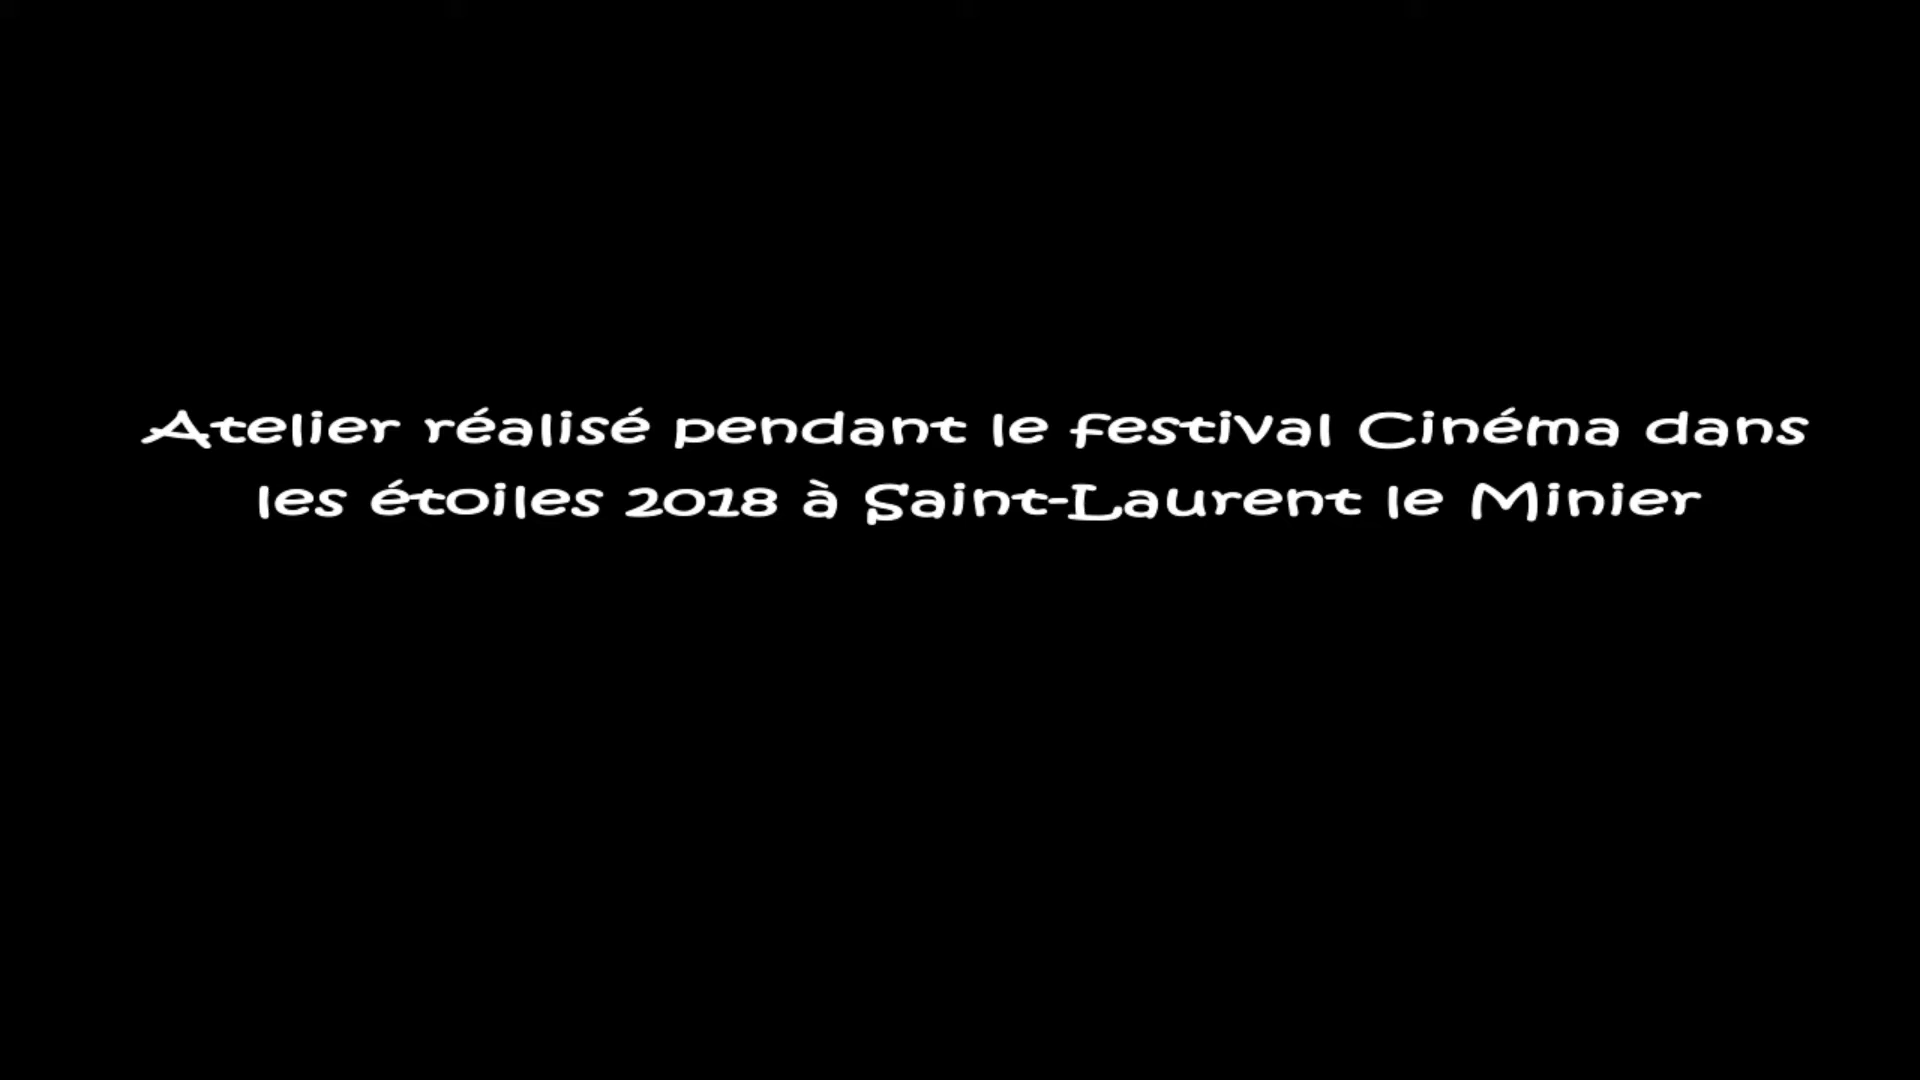 Atelier réalisé pendant le festival Cinéma dans
les étoiles 2018 à Saint-Laurent le Minier